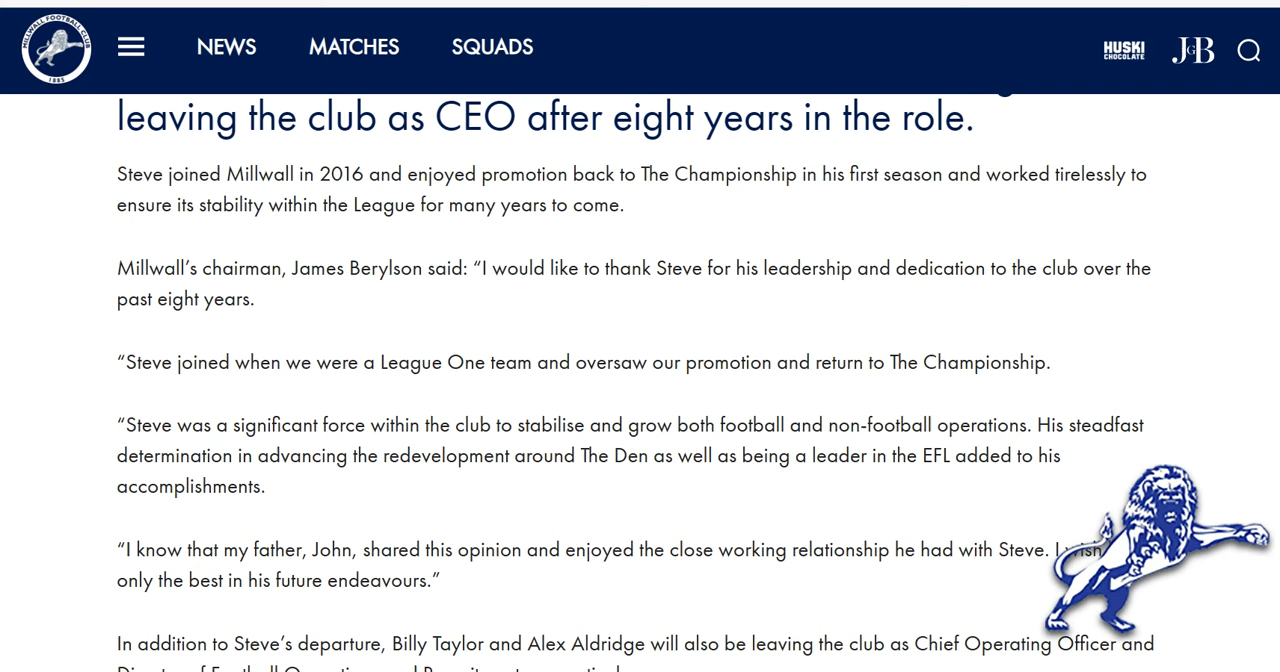 MILLWALL FOOTBALL CLUB
1885
NEWS MATCHES SQUADS
HUSKI
CHOCOLATE
JGB
leaving the club as CEO after eight years in the role.
Steve joined Millwall in 2016 and enjoyed promotion back to The Championship in his first season and worked tirelessly to
ensure its stability within the League for many years to come.
Millwall’s chairman, James Berylson said: “I would like to thank Steve for his leadership and dedication to the club over the
past eight years.
“Steve joined when we were a League One team and oversaw our promotion and return to The Championship.
“Steve was a significant force within the club to stabilise and grow both football and non-football operations. His steadfast
determination in advancing the redevelopment around The Den as well as being a leader in the EFL added to his
accomplishments.
“I know that my father, John, shared this opinion and enjoyed the close working relationship he had with Steve. I wish
only the best in his future endeavours.”
In addition to Steve’s departure, Billy Taylor and Alex Aldridge will also be leaving the club as Chief Operating Officer and